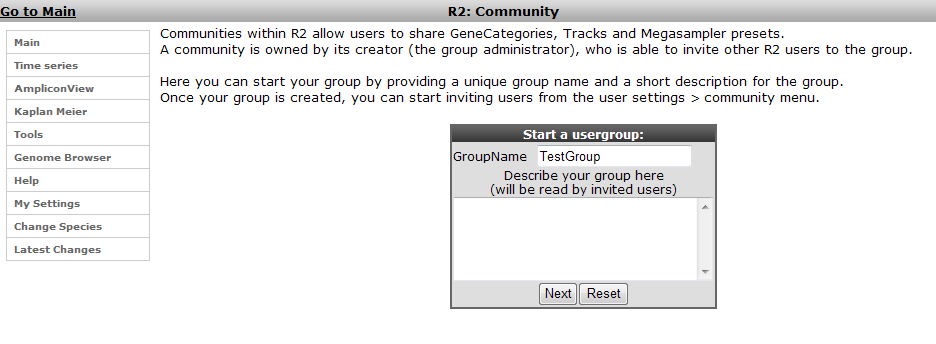 Go to Main
R2: Community
Main
Time series
AmpliconView
Kaplan Meier
Tools
Genome Browser
Help
My Settings
Change Species
Latest Changes
Communities within R2 allow users to share GeneCategories, Tracks and Megasampler presets.
A community is owned by its creator (the group administrator), who is able to invite other R2 users to the group.
Here you can start your group by providing a unique group name and a short description for the group.
Once your group is created, you can start inviting users from the user settings > community menu.
Start a usergroup:
GroupName TestGroup
Describe your group here
(will be read by invited users)
Next Reset